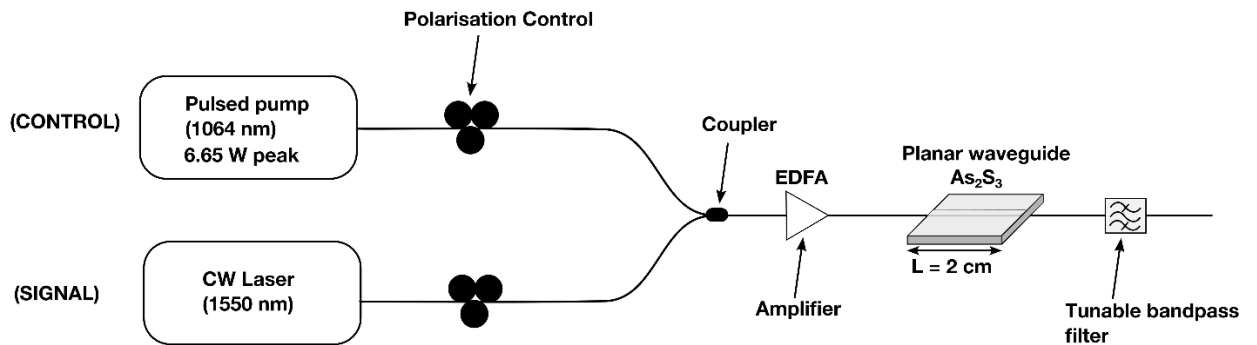 Polarisation Control
(CONTROL)
Pulsed pump
(1064 nm)
6.65 W peak
Coupler
EDFA
Planar waveguide
As₂S₃
L = 2 cm
(SIGNAL)
CW Laser
(1550 nm)
Amplifier
Tunable bandpass
filter